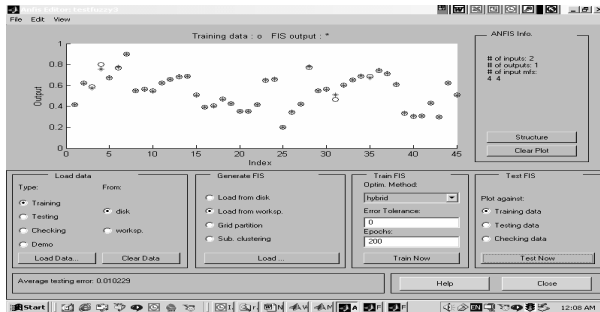 Anfis Editor: testfuzzy3
File Edit View
Training data : o FIS output : *
Output
1
0.8
0.6
0.4
0.2
0 5 10 15 20 25 30 35 40 45
Index
ANFIS Info.
# of inputs: 2
# of outputs: 1
# of input mfs:
4 4
Structure
Clear Plot
Load data
Type: From:
Training
Testing
Checking
Demo
disk
worksp.
Load Data... Clear Data
Generate FIS
Load from disk
Load from worksp.
Grid partition
Sub. clustering
Load ...
Train FIS
Optim. Method:
hybrid
Error Tolerance:
0
Epochs:
200
Train Now
Test FIS
Plot against:
Training data
Testing data
Checking data
Test Now
Average testing error: 0.010229
Help Close
Start
EN
12:08 AM